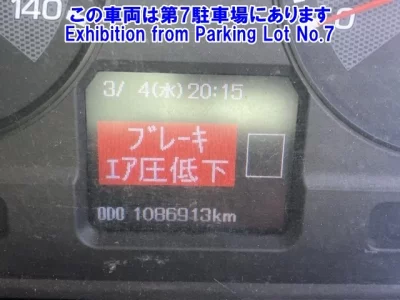 この車両は第7駐車場にあります
Exhibition from Parking Lot No.7
140
3/ 4(水)20:15
ブレーキ
エア圧低下
ODO 1086913km